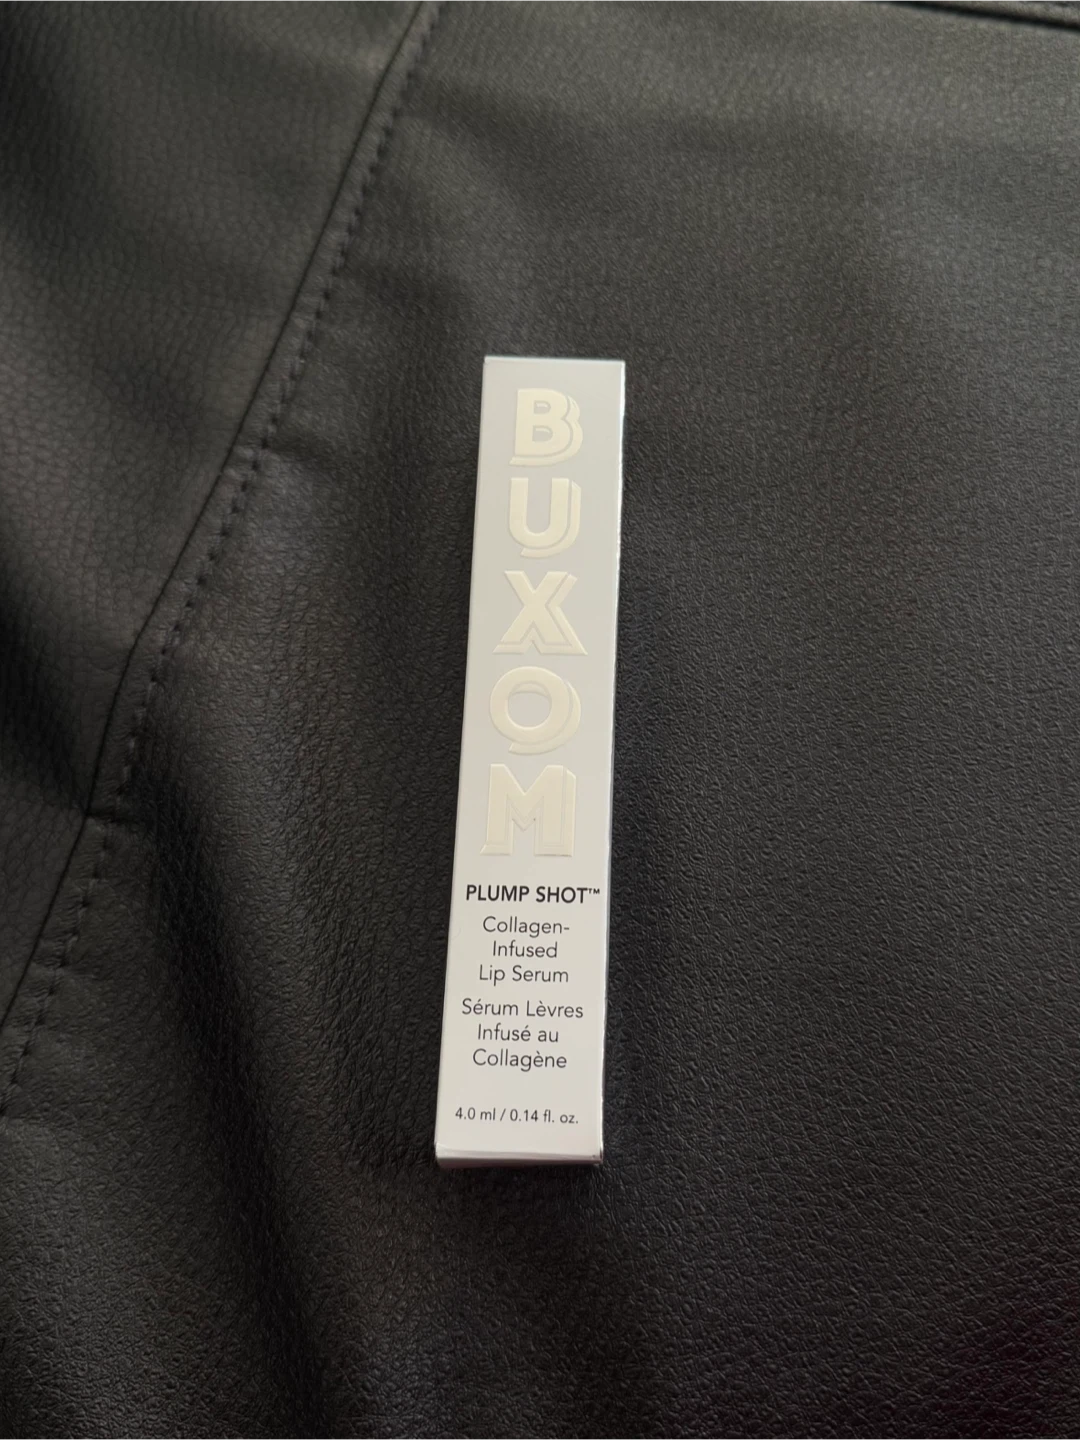 BUXOM
PLUMP SHOT™
Collagen-
Infused
Lip Serum
Sérum Lèvres
Infusé au
Collagène
4.0 ml / 0.14 fl. oz.